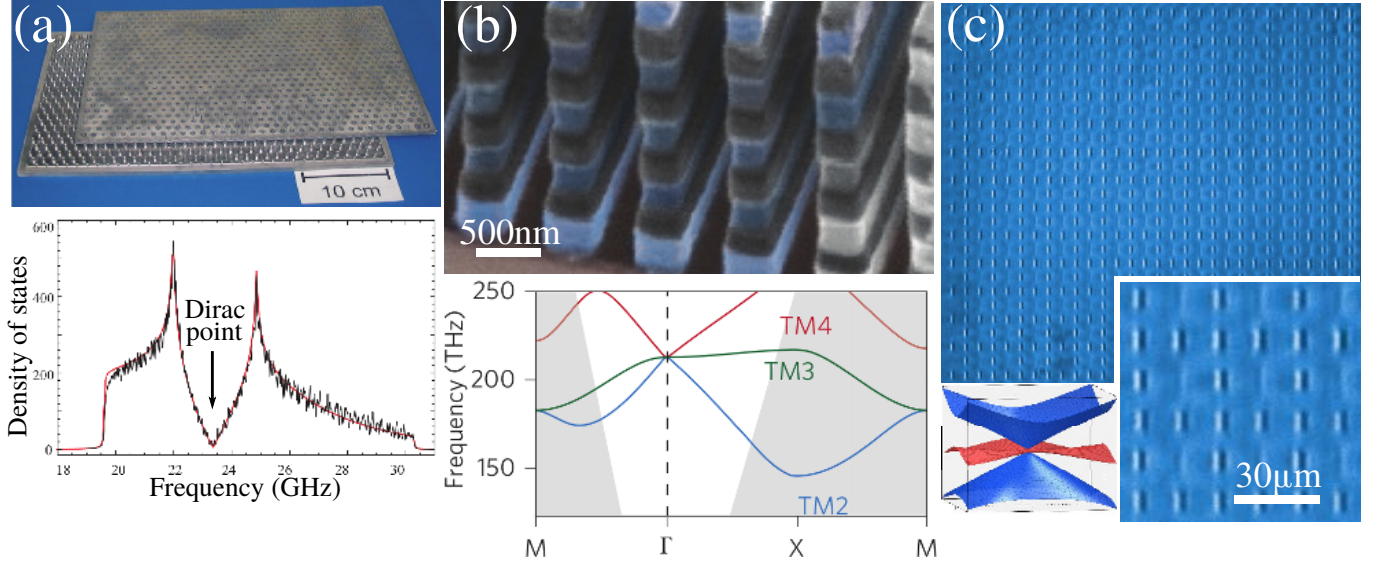 (a)
10 cm
Density of states
600
400
200
0
Dirac
point
18 20 22 24 26 28 30
Frequency (GHz)
(b)
500nm
Frequency (THz)
250
200
150
TM4
TM3
TM2
M Γ X M
(c)
30μm